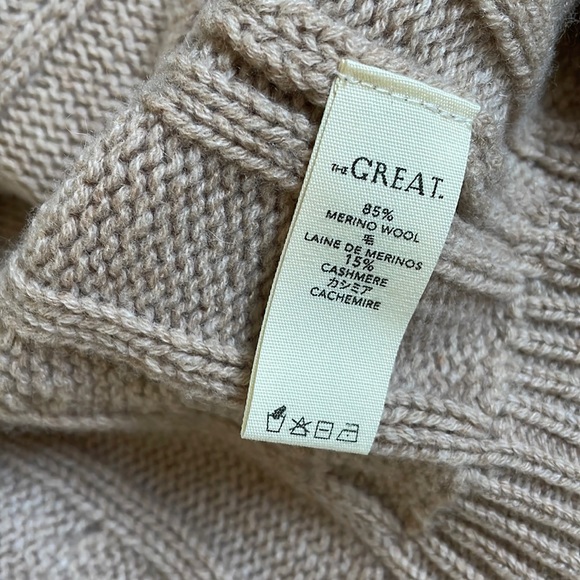 THE GREAT.
85%
MERINO WOOL
毛
LAINE DE MERINOS
15%
CASHMERE
カシミア
CACHEMIRE